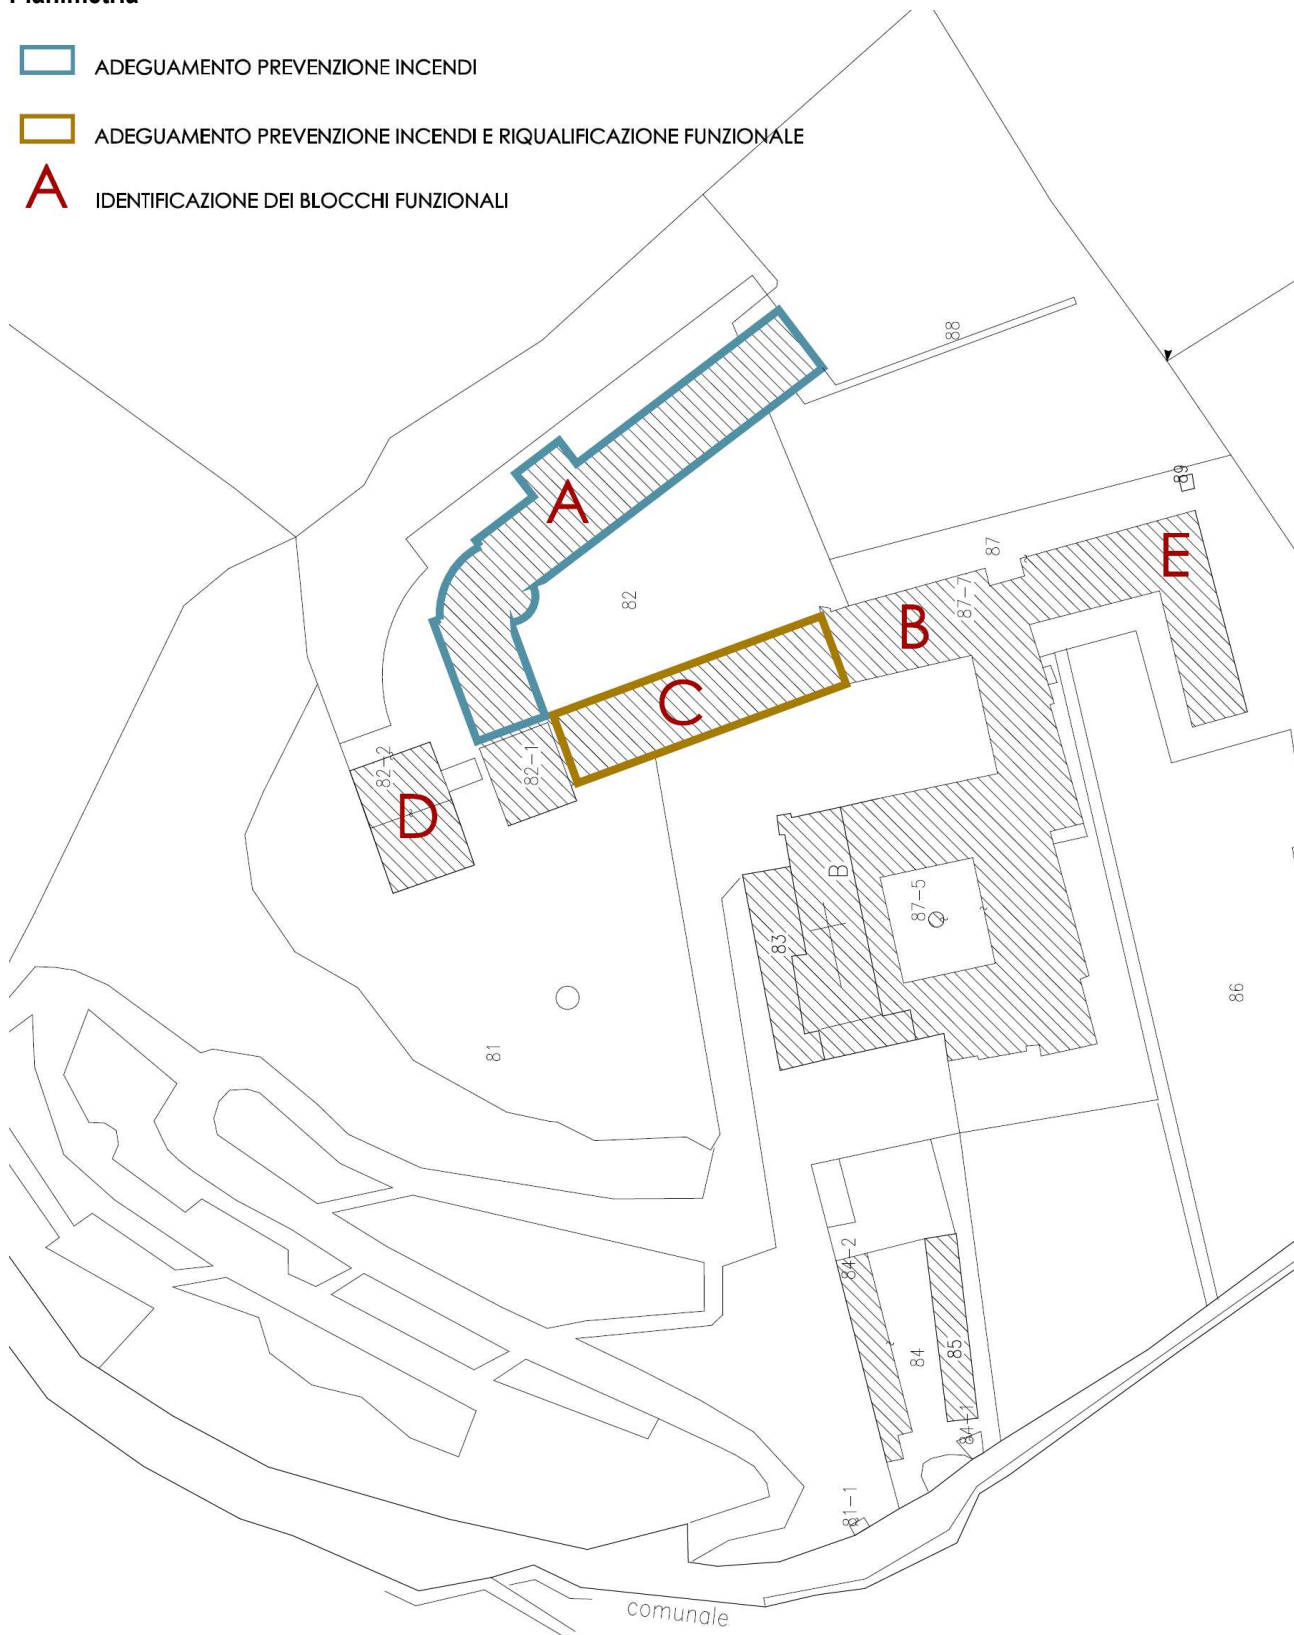 Planimetria
ADEGUAMENTO PREVENZIONE INCENDI
ADEGUAMENTO PREVENZIONE INCENDI E RIQUALIFICAZIONE FUNZIONALE
A IDENTIFICAZIONE DEI BLOCCHI FUNZIONALI
88
89
A
87
E
82
87-7
B
C
82-2
82-1
D
B
87-5
83
86
81
84-2
84
85
84-1
81-1
comunale